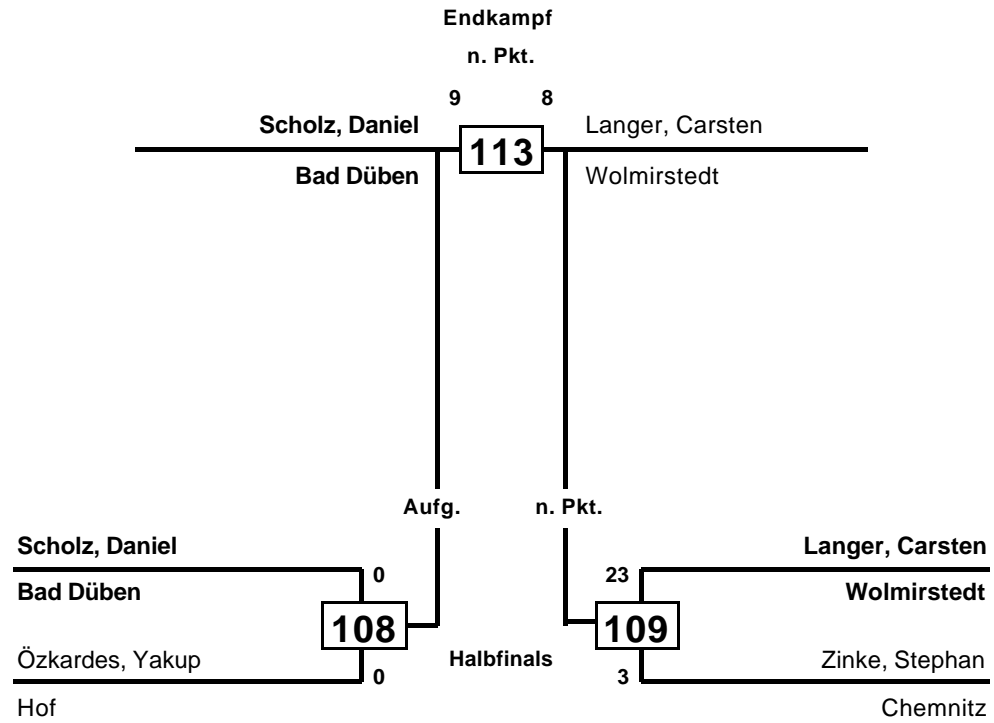 Endkampf
n. Pkt.
9 8
Scholz, Daniel 113 Langer, Carsten
Bad Düben Wolmirstedt
Aufg. n. Pkt.
Scholz, Daniel Langer, Carsten
0 23
Bad Düben Wolmirstedt
108 109
Özkardes, Yakup Halbfinals Zinke, Stephan
0 3
Hof Chemnitz